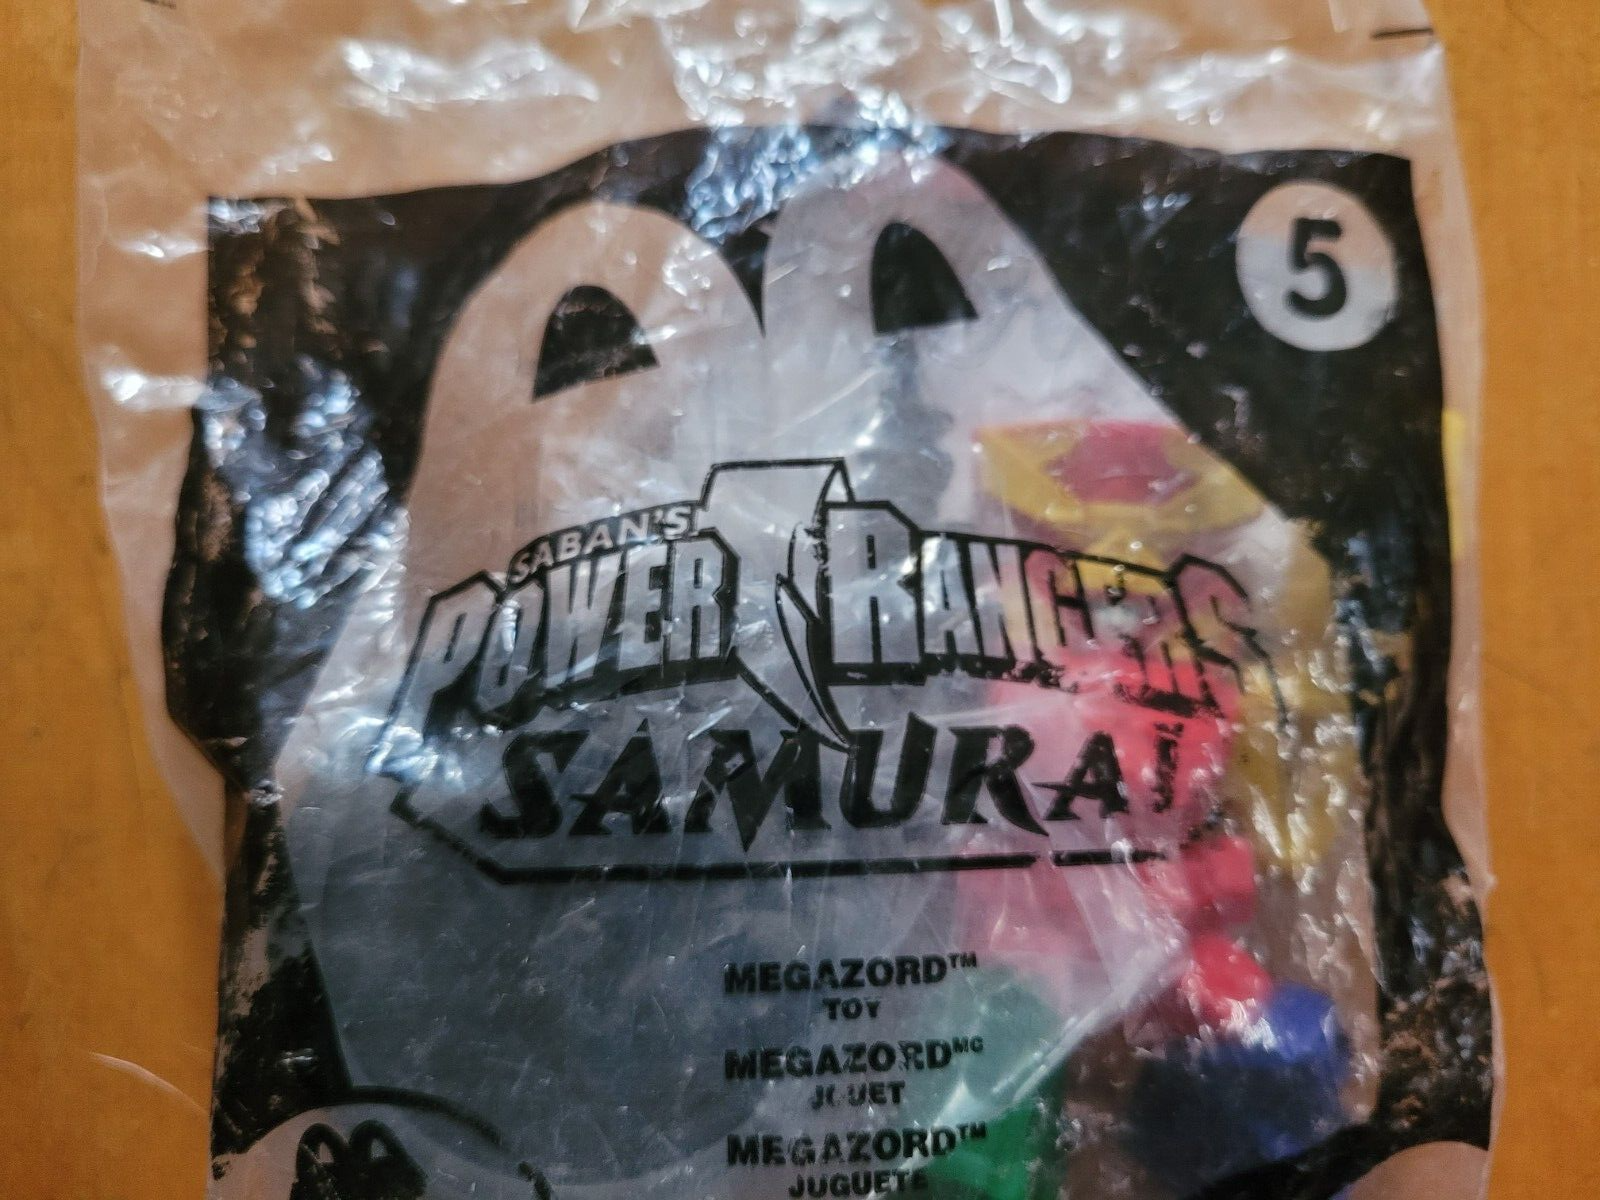 5
SABAN'S
POWER RANGERS
SAMURAI
MEGAZORD™
TOY
MEGAZORDᴹᶜ
JOUET
MEGAZORD™
JUGUETE